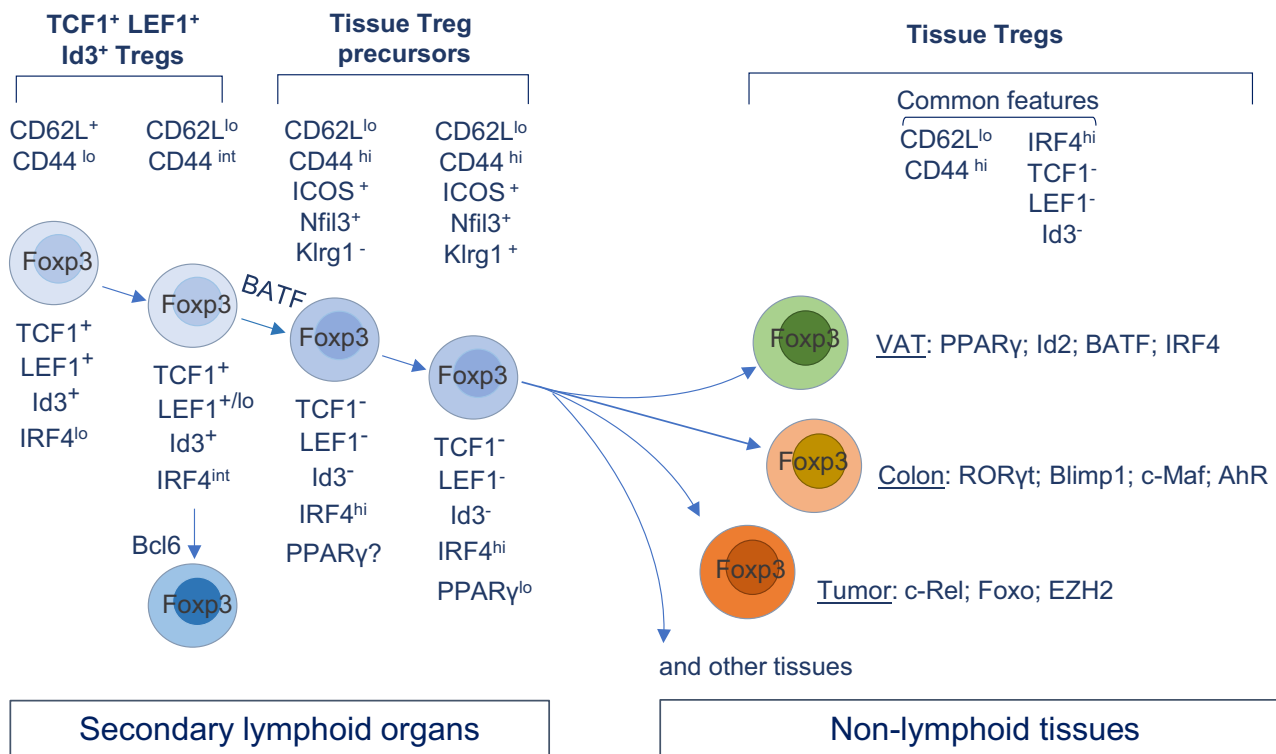 TCF1⁺ LEF1⁺
Id3⁺ Tregs
Tissue Treg
precursors
Tissue Tregs
Common features
CD62L⁺
CD44 ˡᵒ
CD62Lˡᵒ
CD44 ⁱⁿᵗ
CD62Lˡᵒ
CD44 ʰⁱ
ICOS ⁺
Nfil3⁺
Klrg1 ⁻
CD62Lˡᵒ
CD44 ʰⁱ
ICOS ⁺
Nfil3⁺
Klrg1 ⁺
CD62Lˡᵒ
CD44 ʰⁱ
IRF4ʰⁱ
TCF1⁻
LEF1⁻
Id3⁻
Foxp3
Foxp3
BATF
Foxp3
Foxp3
TCF1⁺
LEF1⁺
Id3⁺
IRF4ˡᵒ
TCF1⁺
LEF1⁺/ˡᵒ
Id3⁺
IRF4ⁱⁿᵗ
Bcl6
Foxp3
TCF1⁻
LEF1⁻
Id3⁻
IRF4ʰⁱ
PPARγ?
TCF1⁻
LEF1⁻
Id3⁻
IRF4ʰⁱ
PPARγˡᵒ
Foxp3
VAT: PPARγ; Id2; BATF; IRF4
Foxp3
Colon: RORγt; Blimp1; c-Maf; AhR
Foxp3
Tumor: c-Rel; Foxo; EZH2
and other tissues
Secondary lymphoid organs
Non-lymphoid tissues